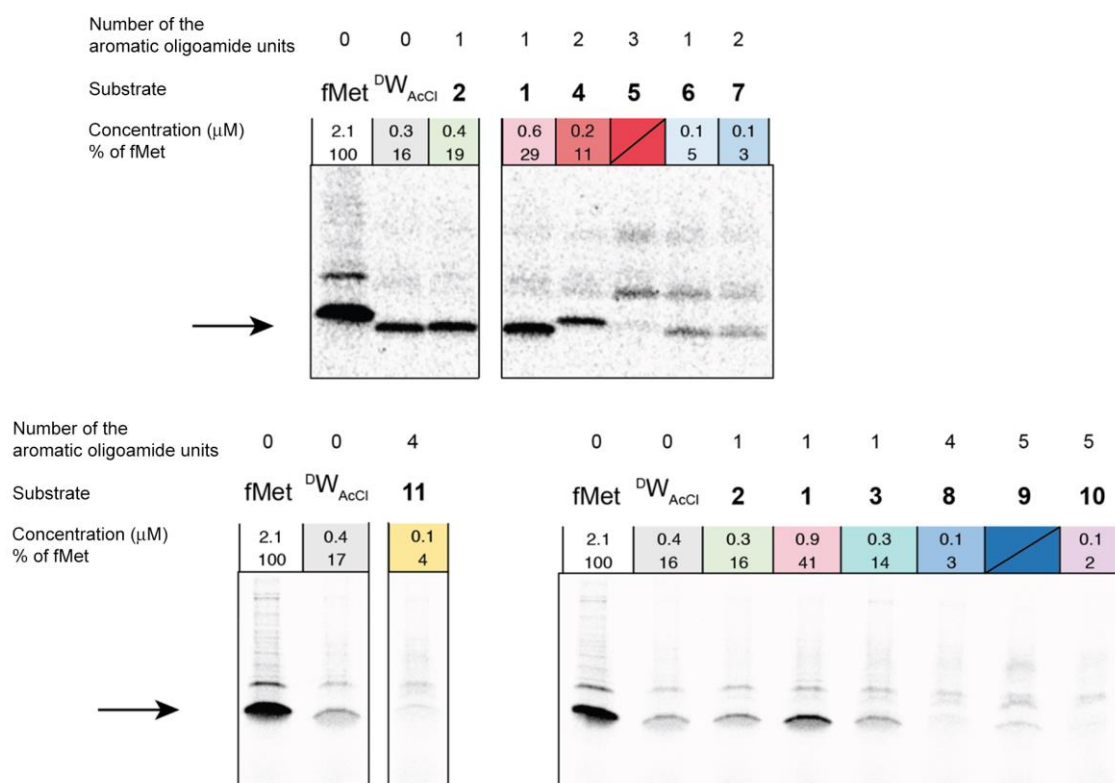 Number of the
aromatic oligoamide units 0 0 1 1 2 3 1 2
Substrate fMet ᴰW_AcCl 2 1 4 5 6 7
Concentration (μM) 2.1 0.3 0.4 0.6 0.2 0.1 0.1
% of fMet 100 16 19 29 11 5 3
Number of the
aromatic oligoamide units 0 0 4
Substrate fMet ᴰW_AcCl 11
Concentration (μM) 2.1 0.4 0.1
% of fMet 100 17 4
0 0 1 1 1 4 5 5
fMet ᴰW_AcCl 2 1 3 8 9 10
2.1 0.4 0.3 0.9 0.3 0.1 0.1
100 16 16 41 14 3 2